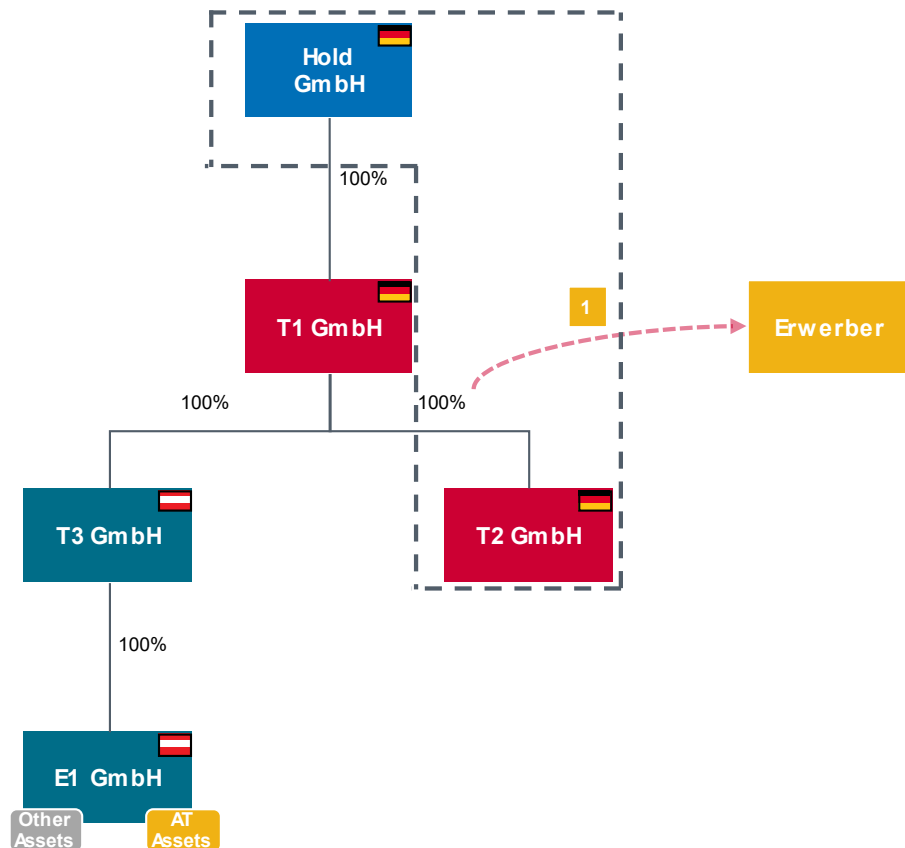 Hold
GmbH
100%
T1 GmbH
1
Erwerber
100%
100%
T3 GmbH
T2 GmbH
100%
E1 GmbH
Other
Assets
AT
Assets